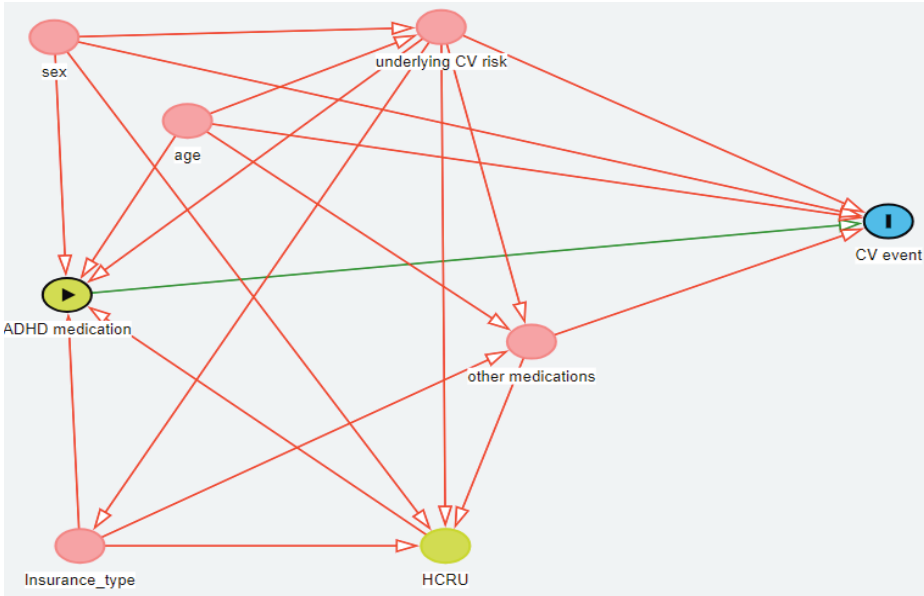 sex
underlying CV risk
age
CV event
ADHD medication
other medications
Insurance_type
HCRU